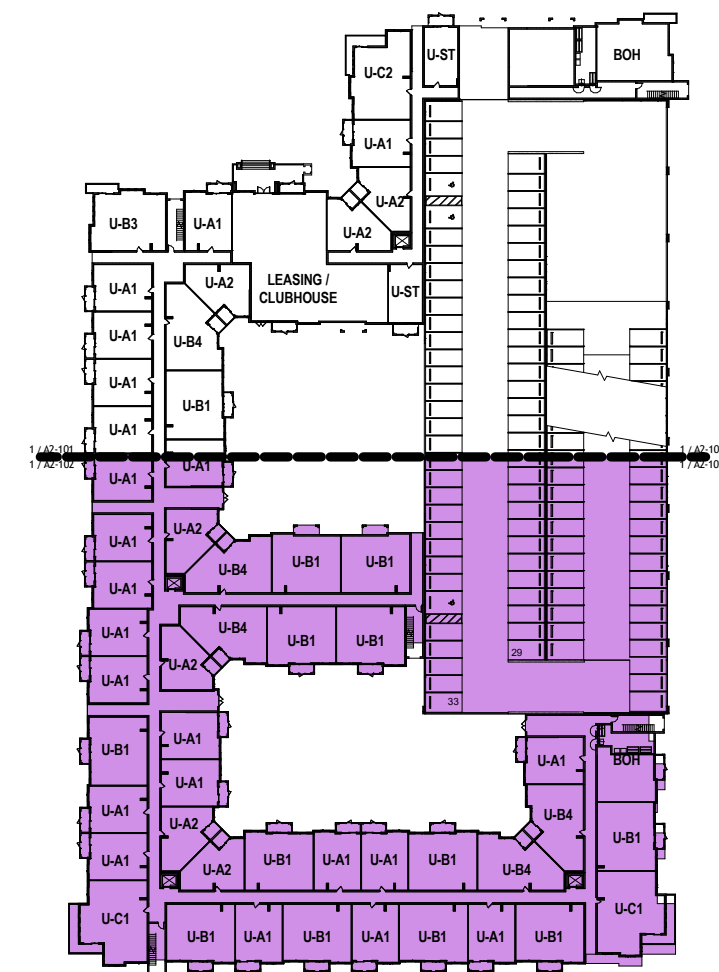 U-ST
BOH
U-C2
U-A1
U-A2
U-B3
U-A1
U-A2
U-A2
U-A1
LEASING /
CLUBHOUSE
U-ST
U-A1
U-B4
U-A1
U-B1
U-A1
1 / A2-101
1 / A2-10
1 / A2-102
1 / A2-10
U-A1
U-A1
U-A2
U-A1
U-B4
U-B1
U-B1
U-A1
U-A1
U-B4
U-B1
U-B1
U-A2
29
U-A1
33
U-A1
U-B1
U-A1
BOH
U-A1
U-A1
U-A2
U-B4
U-B1
U-A1
U-A2
U-B1
U-A1
U-A1
U-B1
U-B4
U-C1
U-C1
U-B1
U-A1
U-B1
U-A1
U-B1
U-A1
U-B1